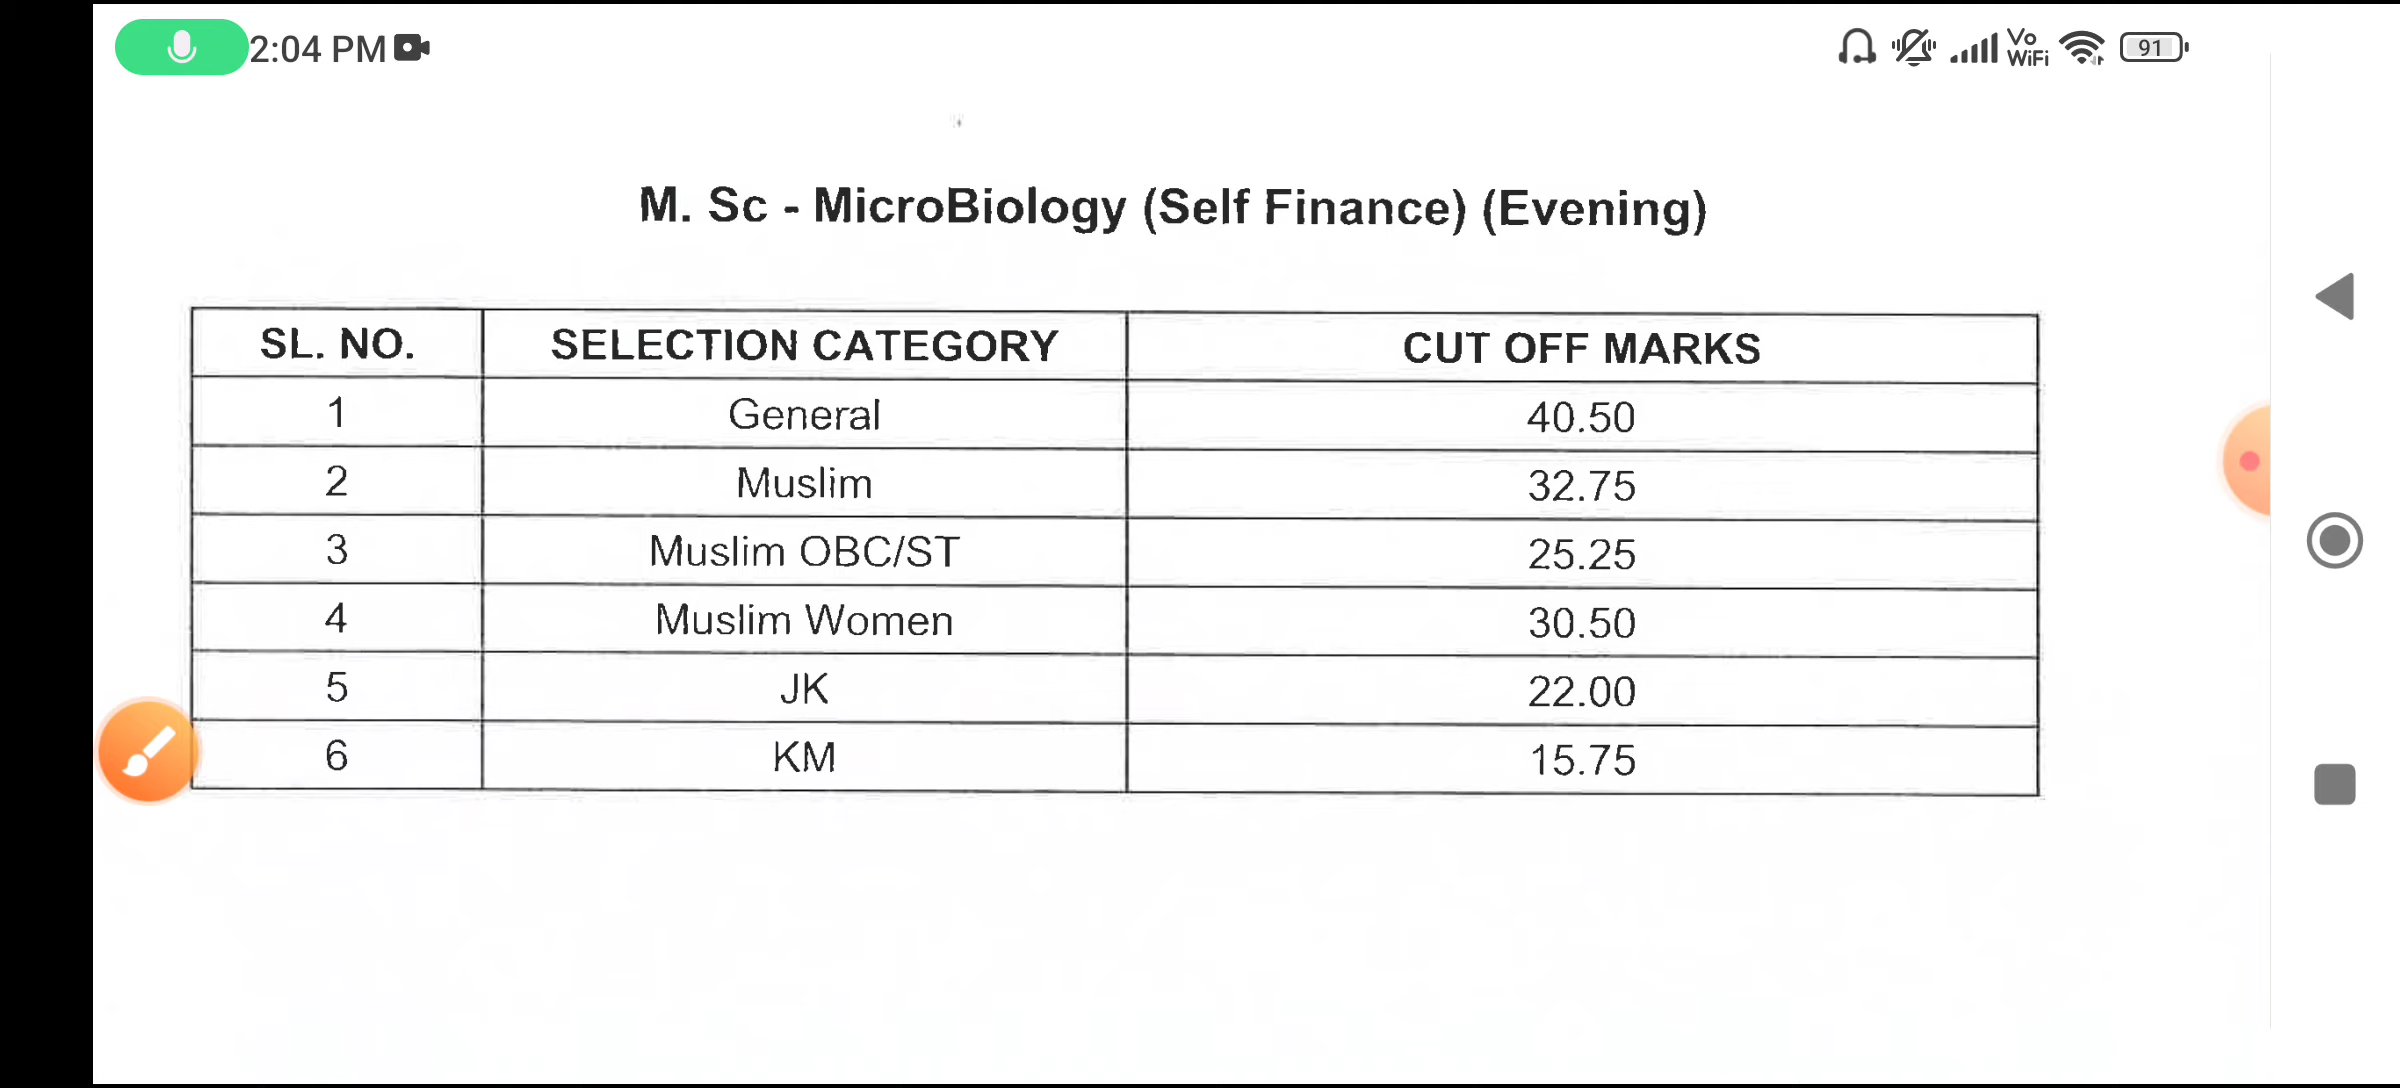 2:04 PM
Vo
WiFi
91
M. Sc - MicroBiology (Self Finance) (Evening)
SL. NO. SELECTION CATEGORY CUT OFF MARKS
1 General 40.50
2 Muslim 32.75
3 Muslim OBC/ST 25.25
4 Muslim Women 30.50
5 JK 22.00
6 KM 15.75